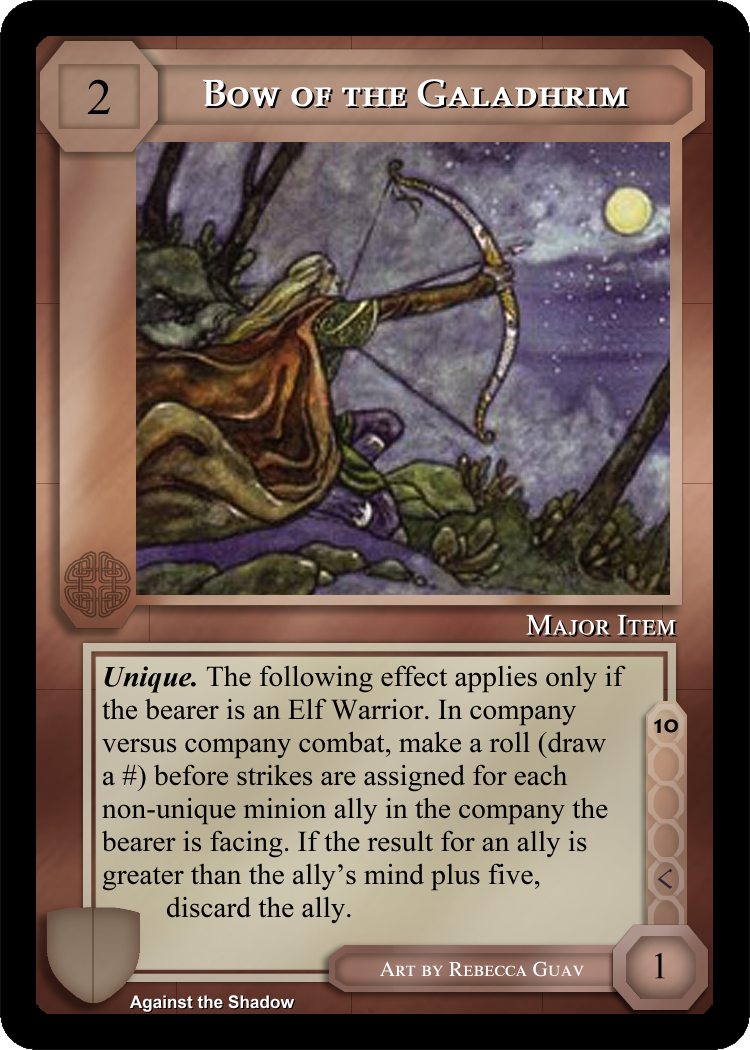 2
Bow of the Galadhrim
Major Item
Unique. The following effect applies only if
the bearer is an Elf Warrior. In company
versus company combat, make a roll (draw
a #) before strikes are assigned for each
non-unique minion ally in the company the
bearer is facing. If the result for an ally is
greater than the ally’s mind plus five,
discard the ally.
10
<
Art by Rebecca Guav
1
Against the Shadow